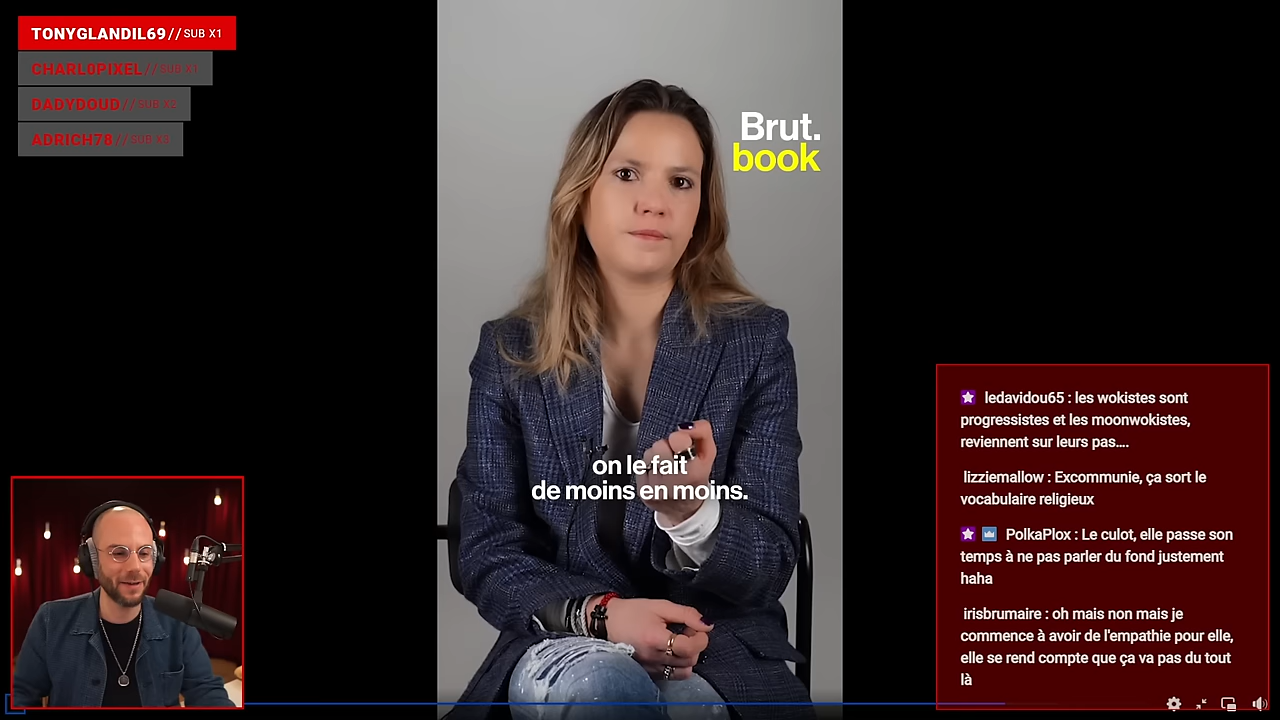 TONYGLANDIL69 // SUB X1
CHARL0PIXEL // SUB X1
DADYDOUD // SUB X2
ADRICH78 // SUB X3
Brut.
book
on le fait
de moins en moins.
ledavidou65 : les wokistes sont
progressistes et les moonwokistes,
reviennent sur leurs pas....
lizziemallow : Excommunie, ça sort le
vocabulaire religieux
PolkaPlox : Le culot, elle passe son
temps à ne pas parler du fond justement
haha
irisbrumaire : oh mais non mais je
commence à avoir de l'empathie pour elle,
elle se rend compte que ça va pas du tout
là